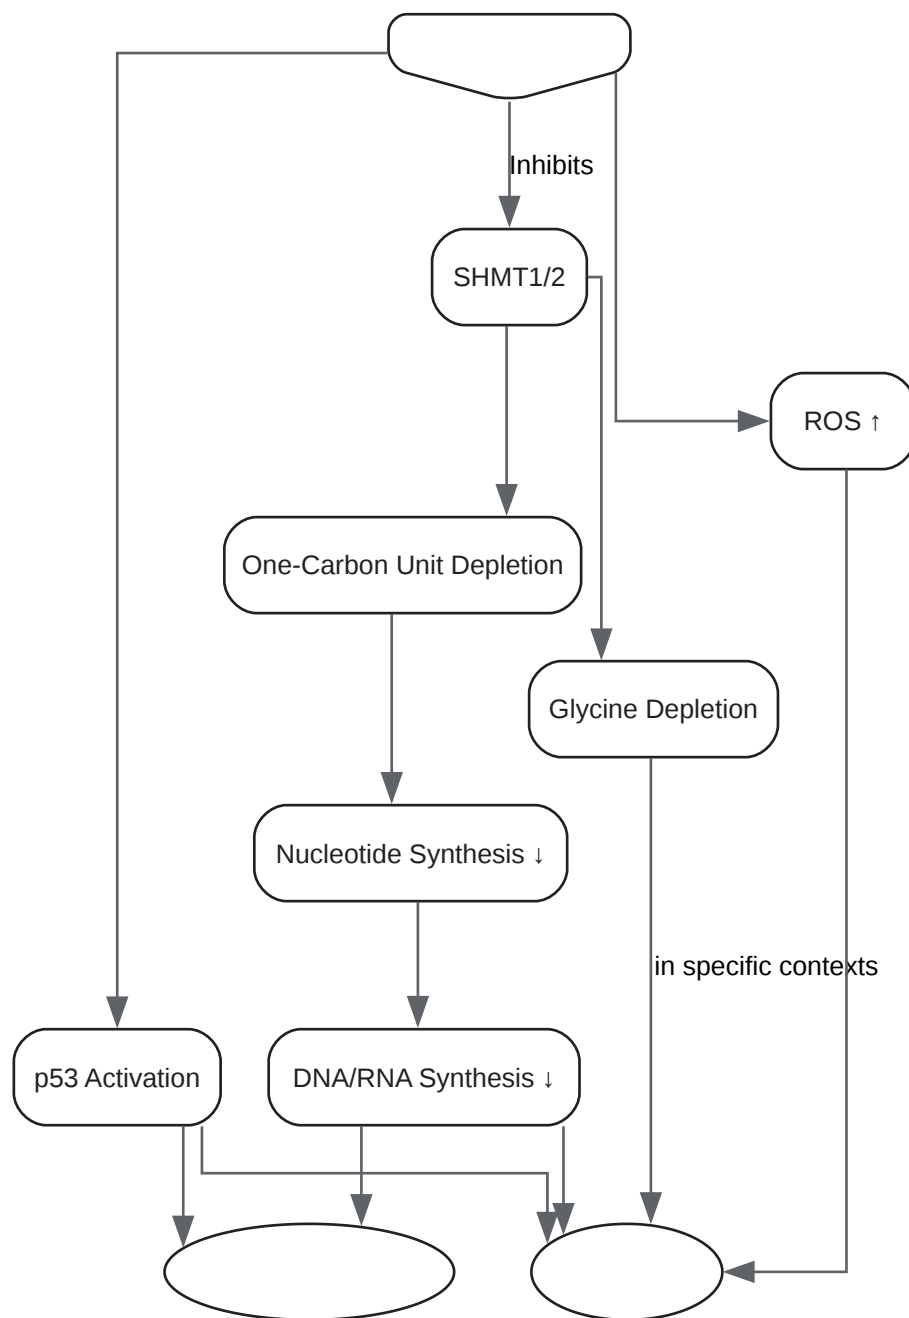 Inhibits
SHMT1/2
ROS ↑
One-Carbon Unit Depletion
Glycine Depletion
Nucleotide Synthesis ↓
in specific contexts
p53 Activation
DNA/RNA Synthesis ↓